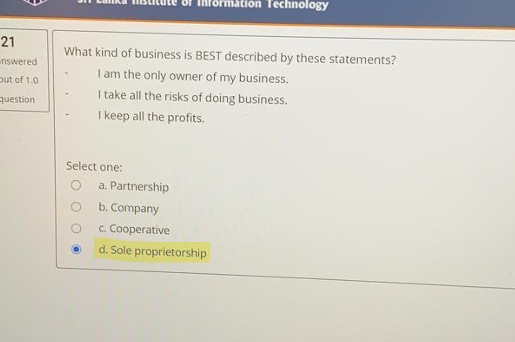 Institute of Information Technology
21
out of 1.0
question
What kind of business is BEST described by these statements?
- I am the only owner of my business.
- I take all the risks of doing business.
- I keep all the profits.
Select one:
a. Partnership
b. Company
c. Cooperative
d. Sole proprietorship